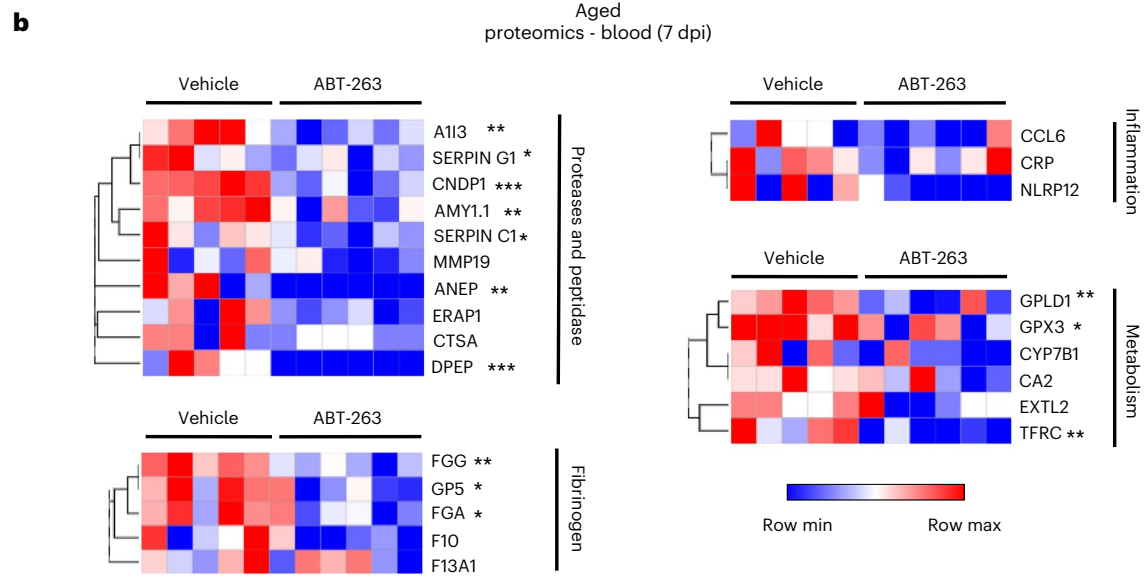 b
Aged
proteomics - blood (7 dpi)
Vehicle ABT-263
A1I3 **
SERPIN G1 *
CNDP1 ***
AMY1.1 **
SERPIN C1 *
MMP19
ANEP **
ERAP1
CTSA
DPEP ***
Proteases and peptidase
Vehicle ABT-263
FGG **
GP5 *
FGA *
F10
F13A1
Fibrinogen
Vehicle ABT-263
CCL6
CRP
NLRP12
Inflammation
Vehicle ABT-263
GPLD1 **
GPX3 *
CYP7B1
CA2
EXTL2
TFRC **
Metabolism
Row min Row max